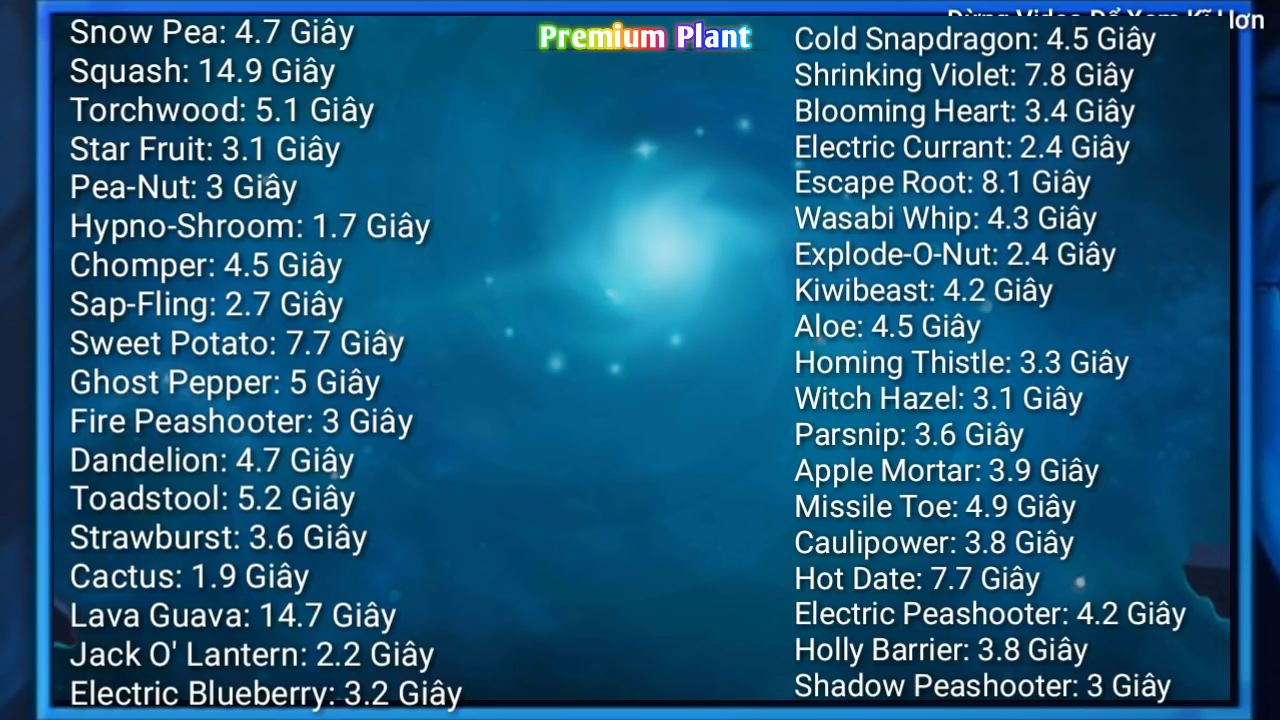 Premium Plant
Dừng Video Để Xem Kĩ Hơn
Snow Pea: 4.7 Giây
Squash: 14.9 Giây
Torchwood: 5.1 Giây
Star Fruit: 3.1 Giây
Pea-Nut: 3 Giây
Hypno-Shroom: 1.7 Giây
Chomper: 4.5 Giây
Sap-Fling: 2.7 Giây
Sweet Potato: 7.7 Giây
Ghost Pepper: 5 Giây
Fire Peashooter: 3 Giây
Dandelion: 4.7 Giây
Toadstool: 5.2 Giây
Strawburst: 3.6 Giây
Cactus: 1.9 Giây
Lava Guava: 14.7 Giây
Jack O' Lantern: 2.2 Giây
Electric Blueberry: 3.2 Giây
Cold Snapdragon: 4.5 Giây
Shrinking Violet: 7.8 Giây
Blooming Heart: 3.4 Giây
Electric Currant: 2.4 Giây
Escape Root: 8.1 Giây
Wasabi Whip: 4.3 Giây
Explode-O-Nut: 2.4 Giây
Kiwibeast: 4.2 Giây
Aloe: 4.5 Giây
Homing Thistle: 3.3 Giây
Witch Hazel: 3.1 Giây
Parsnip: 3.6 Giây
Apple Mortar: 3.9 Giây
Missile Toe: 4.9 Giây
Caulipower: 3.8 Giây
Hot Date: 7.7 Giây
Electric Peashooter: 4.2 Giây
Holly Barrier: 3.8 Giây
Shadow Peashooter: 3 Giây